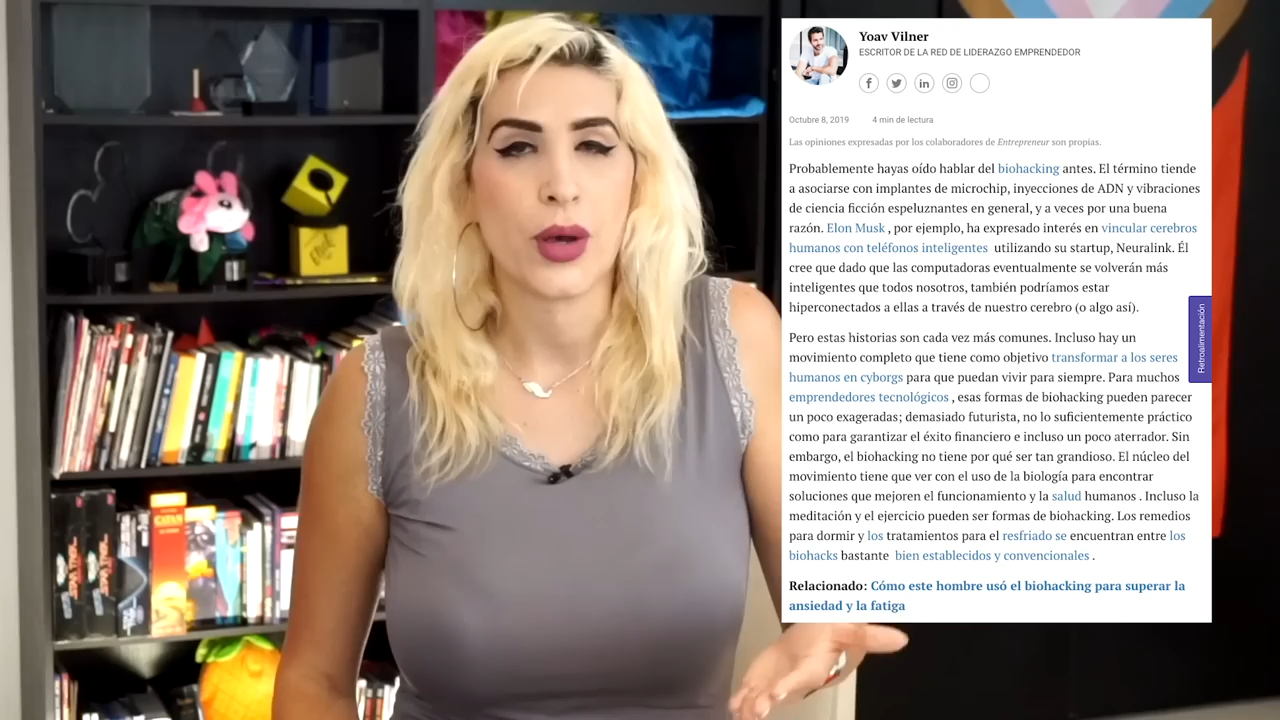 Yoav Vilner
ESCRITOR DE LA RED DE LIDERAZGO EMPRENDEDOR
Octubre 8, 2019 4 min de lectura
Las opiniones expresadas por los colaboradores de Entrepreneur son propias.
Probablemente hayas oído hablar del biohacking antes. El término tiende
a asociarse con implantes de microchip, inyecciones de ADN y vibraciones
de ciencia ficción espeluznantes en general, y a veces por una buena
razón. Elon Musk , por ejemplo, ha expresado interés en vincular cerebros
humanos con teléfonos inteligentes utilizando su startup, Neuralink. Él
cree que dado que las computadoras eventualmente se volverán más
inteligentes que todos nosotros, también podríamos estar
hiperconectados a ellas a través de nuestro cerebro (o algo así).
Retroalimentación
Pero estas historias son cada vez más comunes. Incluso hay un
movimiento completo que tiene como objetivo transformar a los seres
humanos en cyborgs para que puedan vivir para siempre. Para muchos
emprendedores tecnológicos , esas formas de biohacking pueden parecer
un poco exageradas; demasiado futurista, no lo suficientemente práctico
como para garantizar el éxito financiero e incluso un poco aterrador. Sin
embargo, el biohacking no tiene por qué ser tan grandioso. El núcleo del
movimiento tiene que ver con el uso de la biología para encontrar
soluciones que mejoren el funcionamiento y la salud humanos . Incluso la
meditación y el ejercicio pueden ser formas de biohacking. Los remedios
para dormir y los tratamientos para el resfriado se encuentran entre los
biohacks bastante bien establecidos y convencionales .
Relacionado: Cómo este hombre usó el biohacking para superar la
ansiedad y la fatiga
CATAN